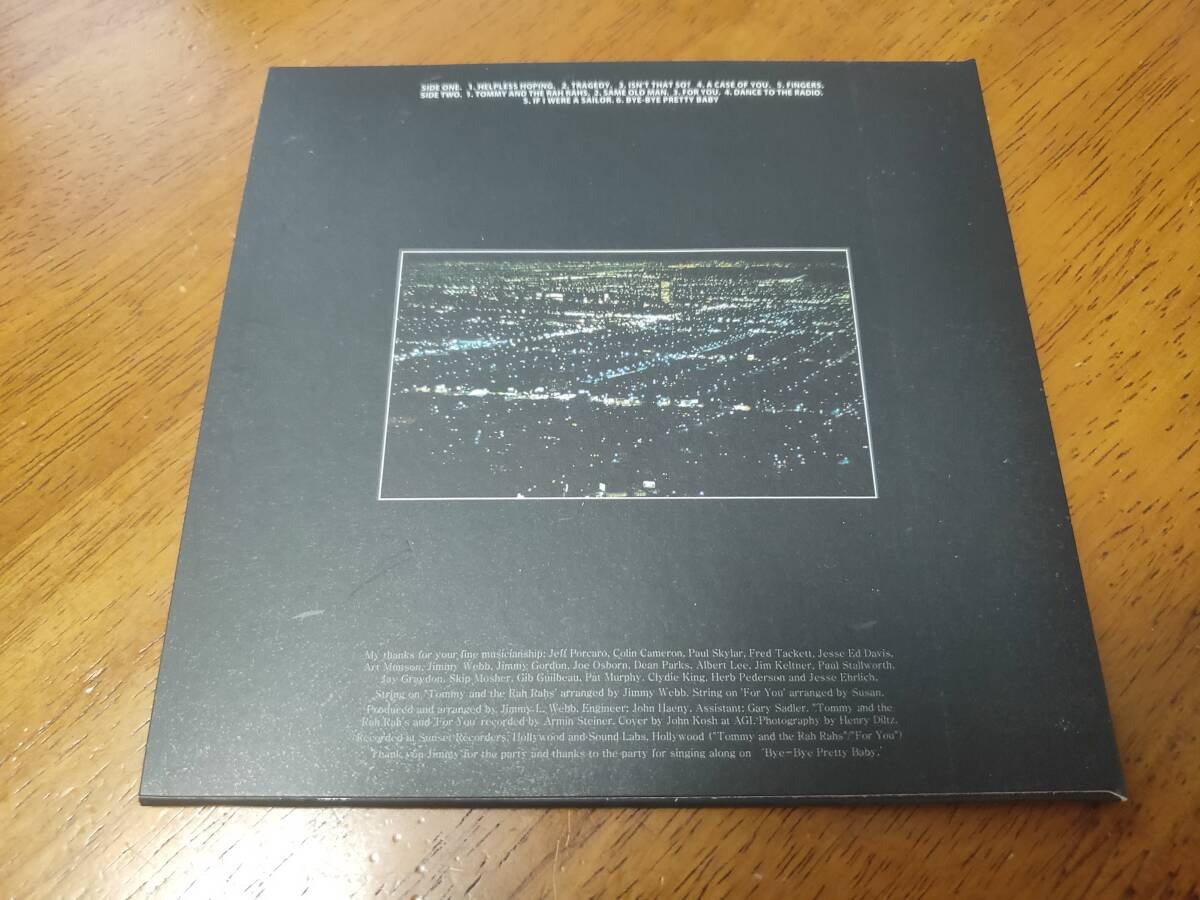 SIDE ONE. 1. HELPLESS HOPING. 2. TRAGEDY. 3. ISN'T THAT SO? 4. A CASE OF YOU. 5. FINGERS.
SIDE TWO. 1. TOMMY AND THE RAH RAHS. 2. SAME OLD MAN. 3. FOR YOU. 4. DANCE TO THE RADIO.
5. IF I WERE A SAILOR. 6. BYE-BYE PRETTY BABY
My thanks for your fine musicianship: Jeff Porcaro, Colin Cameron, Paul Skylar, Fred Tackett, Jesse Ed Davis,
Art Munson, Jimmy Webb, Jimmy Gordon, Joe Osborn, Dean Parks, Albert Lee, Jim Keltner, Paul Stallworth,
Jay Graydon, Skip Mosher, Gib Guilbeau, Pat Murphy, Clydie King, Herb Pederson and Jesse Ehrlich.
String on "Tommy and the Rah Rahs' arranged by Jimmy Webb. String on 'For You' arranged by Susan.
Produced and arranged by Jimmy L. Webb. Engineer: John Haeny. Assistant: Gary Sadler. "Tommy and the
Rah Rah's and 'For You' recorded by Armin Steiner. Cover by John Kosh at AGI. Photography by Henry Diltz.
Recorded at Sunset Recorders, Hollywood and Sound Labs, Hollywood ("Tommy and the Rah Rahs"/"For You")
Thank you Jimmy for the party and thanks to the party for singing along on 'Bye-Bye Pretty Baby.'